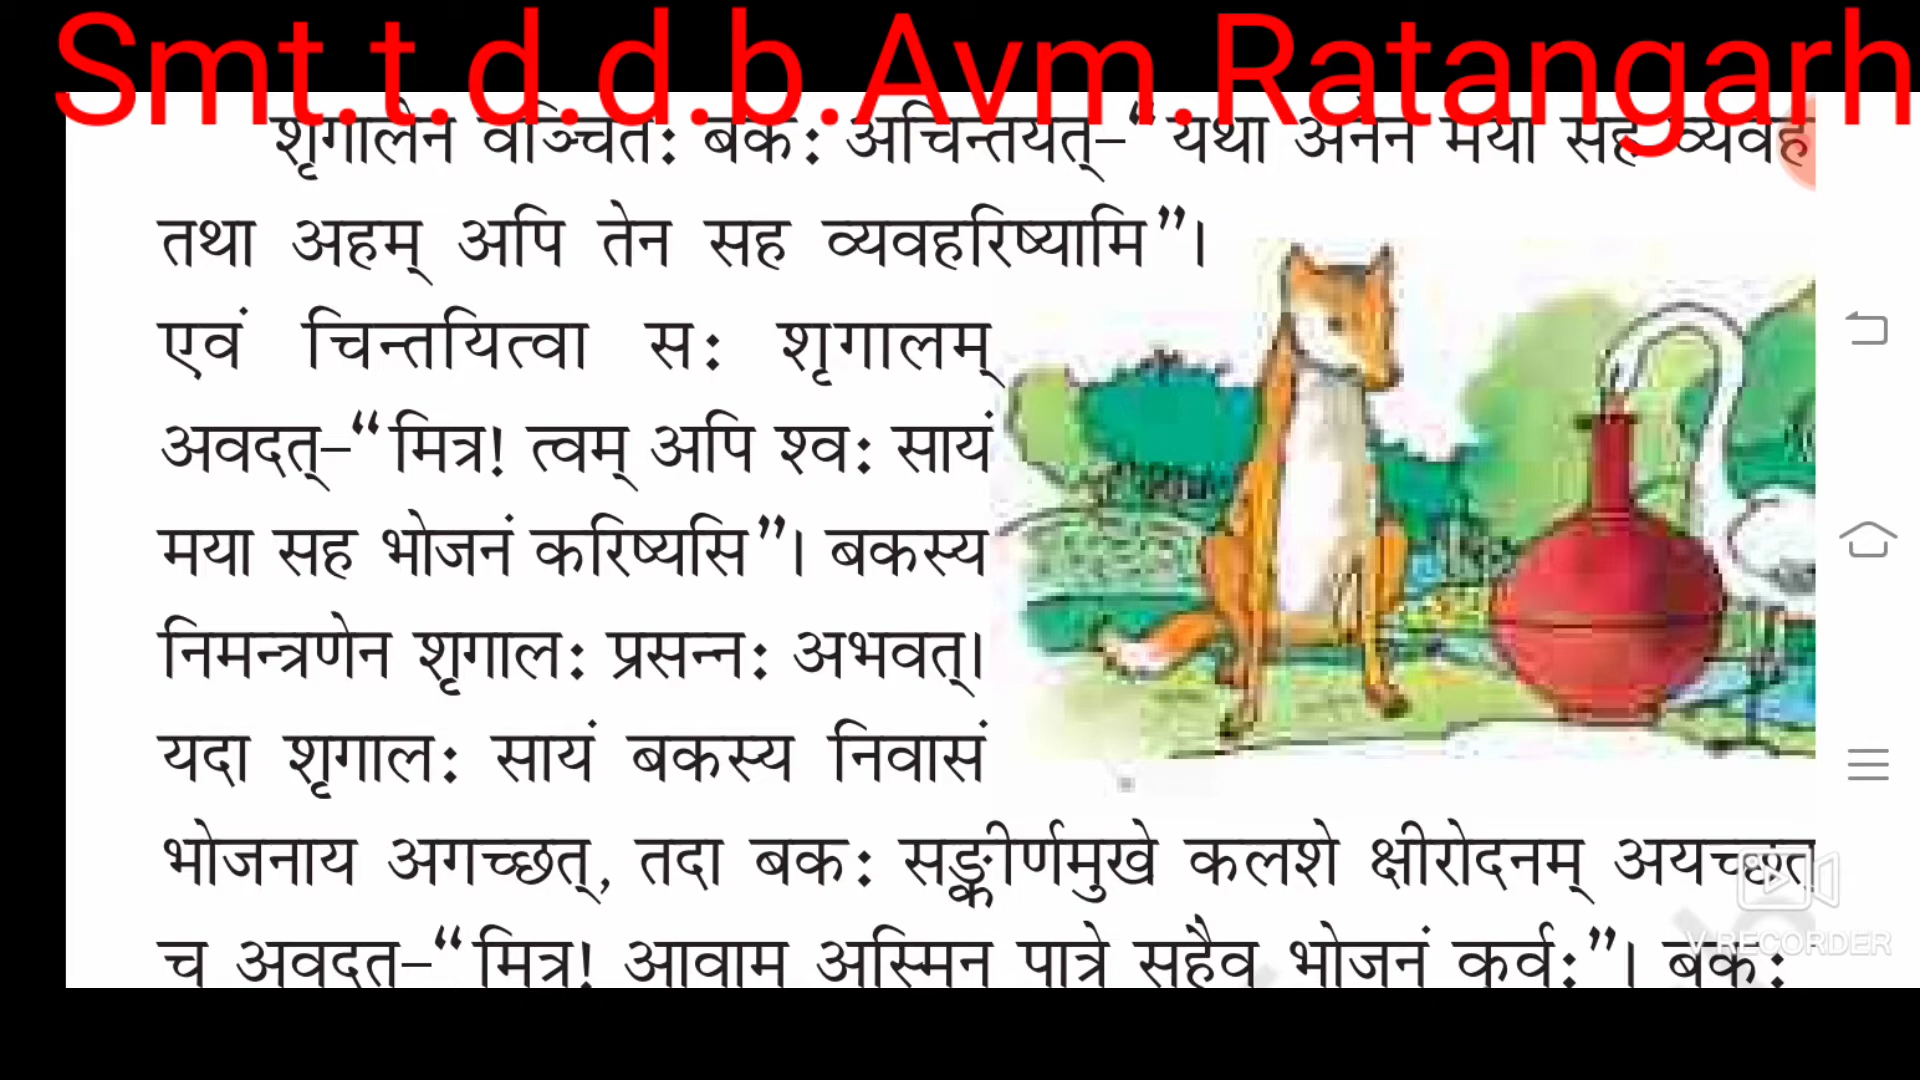 Smt.t.d.d.b.Avm.Ratangarh
शृगालेन वञ्चितः बकः अचिन्तयत्–“यथा अनेन मया सह व्यवह
तथा अहम् अपि तेन सह व्यवहरिष्यामि”।
एवं चिन्तयित्वा सः शृगालम्
अवदत्–“मित्र! त्वम् अपि श्वः सायं
मया सह भोजनं करिष्यसि”। बकस्य
निमन्त्रणेन शृगालः प्रसन्नः अभवत्।
यदा शृगालः सायं बकस्य निवासं
भोजनाय अगच्छत्, तदा बकः सङ्कीर्णमुखे कलशे क्षीरोदनम् अयच्छत
च अवदत–“मित्र! आवाम अस्मिन पात्रे सहैव भोजनं कुर्वः”। बकः
V RECORDER